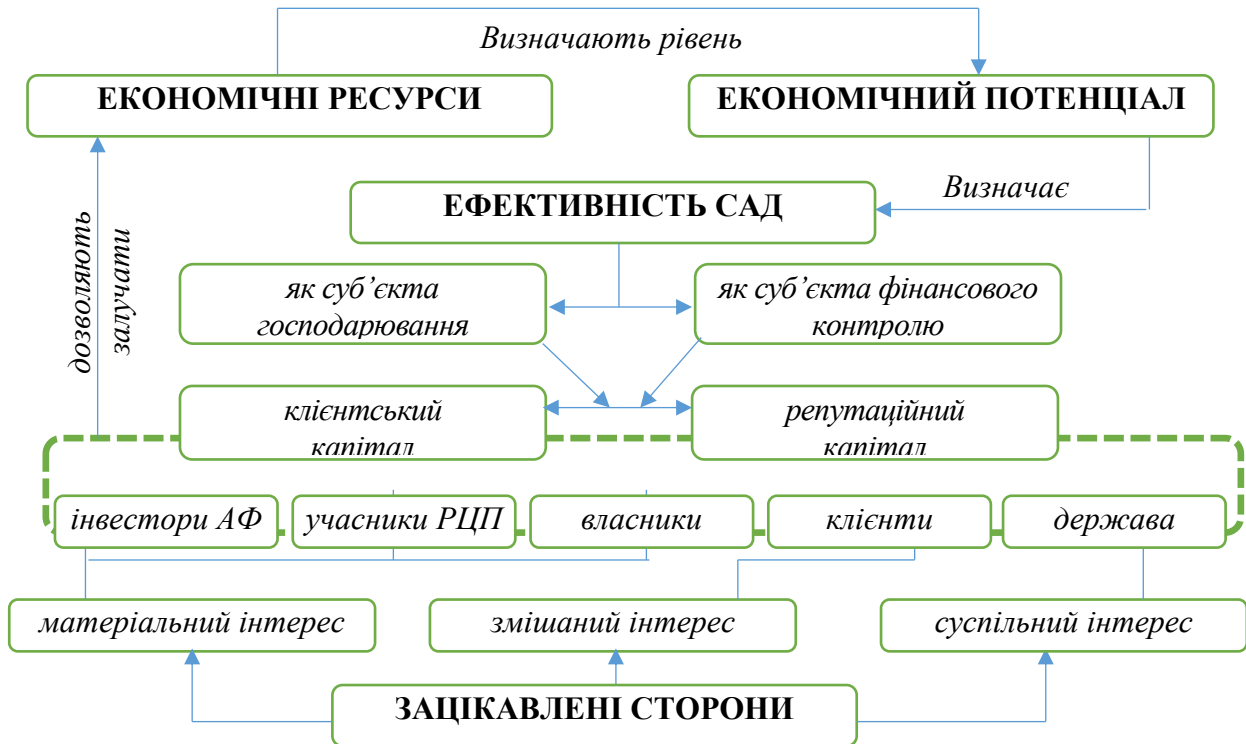 Визначають рівень
ЕКОНОМІЧНІ РЕСУРСИ
ЕКОНОМІЧНИЙ ПОТЕНЦІАЛ
Визначає
ЕФЕКТИВНІСТЬ САД
дозволяють
залучати
як суб’єкта
господарювання
як суб’єкта фінансового
контролю
клієнтський
капітал
репутаційний
капітал
інвестори АФ
учасники РЦП
власники
клієнти
держава
матеріальний інтерес
змішаний інтерес
суспільний інтерес
ЗАЦІКАВЛЕНІ СТОРОНИ